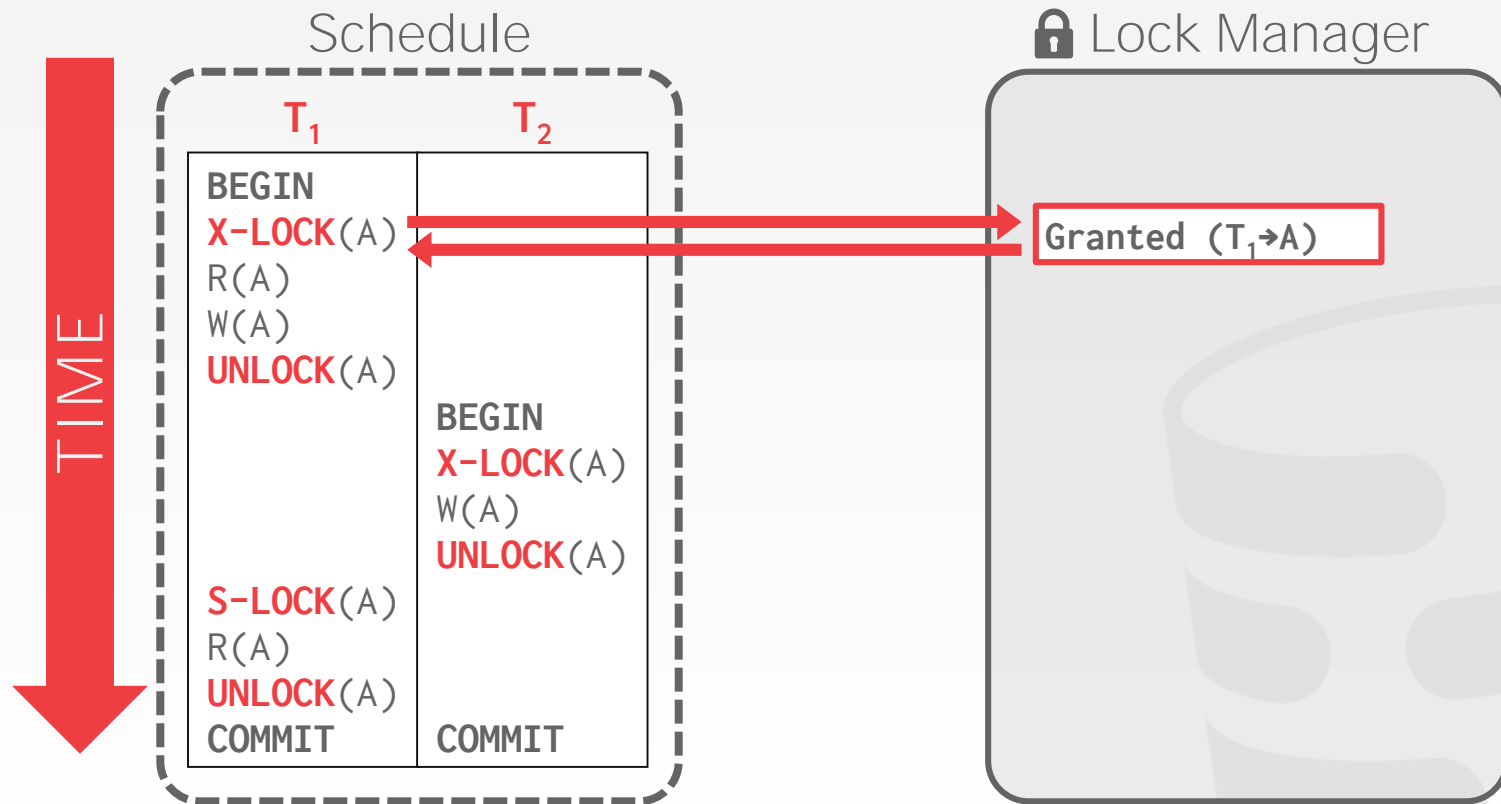 Schedule
Lock Manager
TIME
T1 T2
BEGIN
X-LOCK(A)
R(A)
W(A)
UNLOCK(A)
BEGIN
X-LOCK(A)
W(A)
UNLOCK(A)
S-LOCK(A)
R(A)
UNLOCK(A)
COMMIT COMMIT
Granted (T1→A)